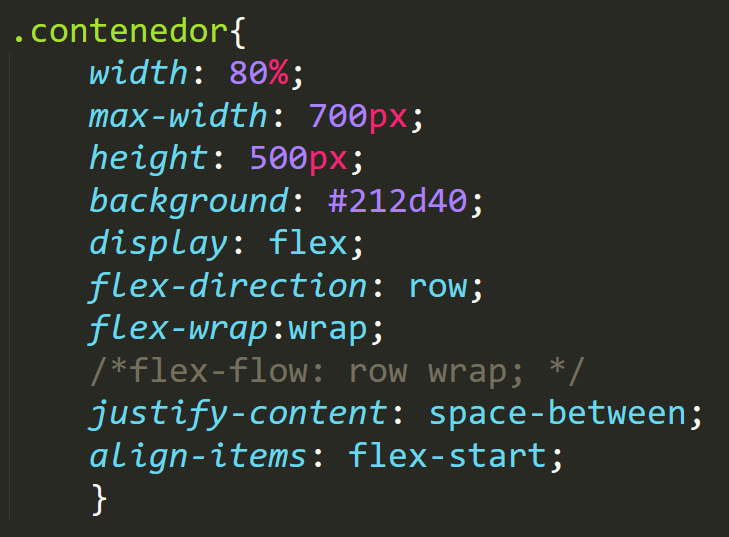 .contenedor{
    width: 80%;
    max-width: 700px;
    height: 500px;
    background: #212d40;
    display: flex;
    flex-direction: row;
    flex-wrap:wrap;
    /*flex-flow: row wrap; */
    justify-content: space-between;
    align-items: flex-start;
    }